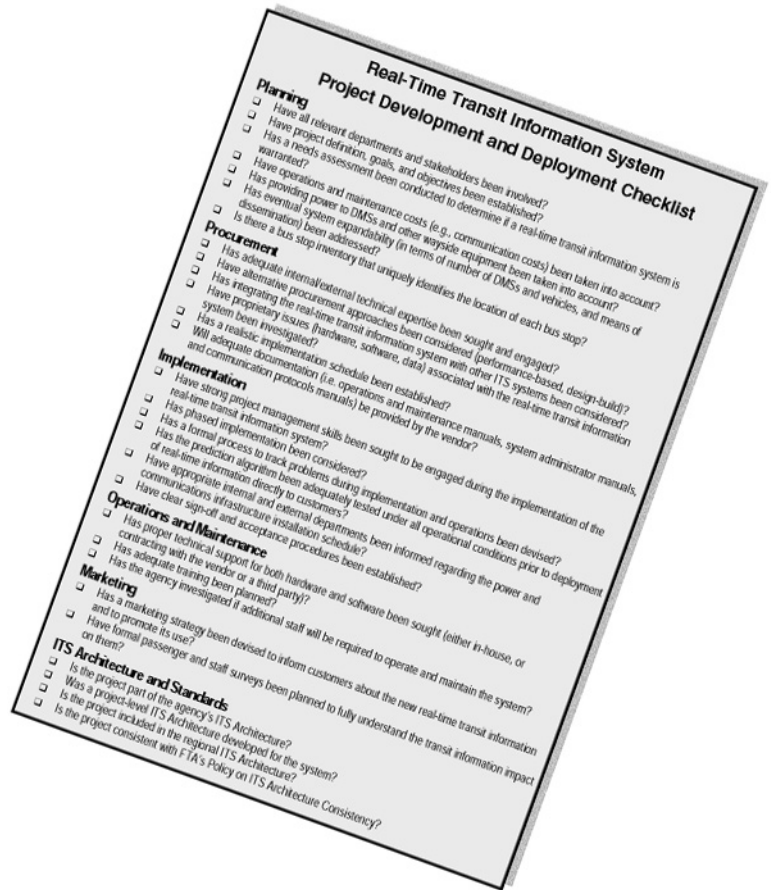 Real-Time Transit Information System
Project Development and Deployment Checklist
Planning
Have all relevant departments and stakeholders been involved?
Have project definition, goals, and objectives been established?
Has a needs assessment been conducted to determine if a real-time transit information system is
warranted?
Have operations and maintenance costs (e.g., communication costs) been taken into account?
Has providing power to DMSs and other wayside equipment been taken into account?
Has eventual system expandability (in terms of number of DMSs and vehicles, and means of
dissemination) been addressed?
Is there a bus stop inventory that uniquely identifies the location of each bus stop?
Procurement
Has adequate internal/external technical expertise been sought and engaged?
Have alternative procurement approaches been considered (performance-based, design-build)?
Has integrating the real-time transit information system with other ITS systems been considered?
Have proprietary issues (hardware, software, data) associated with the real-time transit information
system been investigated?
Has a realistic implementation schedule been established?
Will adequate documentation (i.e. operations and maintenance manuals, system administrator manuals,
and communication protocols manuals) be provided by the vendor?
Implementation
Have strong project management skills been sought to be engaged during the implementation of the
real-time transit information system?
Has phased implementation been considered?
Has a formal process to track problems during implementation and operations been devised?
Has the prediction algorithm been adequately tested under all operational conditions prior to deployment
of real-time information directly to customers?
Have appropriate internal and external departments been informed regarding the power and
communications infrastructure installation schedule?
Have clear sign-off and acceptance procedures been established?
Operations and Maintenance
Has proper technical support for both hardware and software been sought (either in-house, or
contracting with the vendor or a third party)?
Has adequate training been planned?
Has the agency investigated if additional staff will be required to operate and maintain the system?
Marketing
Has a marketing strategy been devised to inform customers about the new real-time transit information
and to promote its use?
Have formal passenger and staff surveys been planned to fully understand the transit information impact
on them?
ITS Architecture and Standards
Is the project part of the agency's ITS Architecture?
Was a project-level ITS Architecture developed for the system?
Is the project included in the regional ITS Architecture?
Is the project consistent with FTA's Policy on ITS Architecture Consistency?